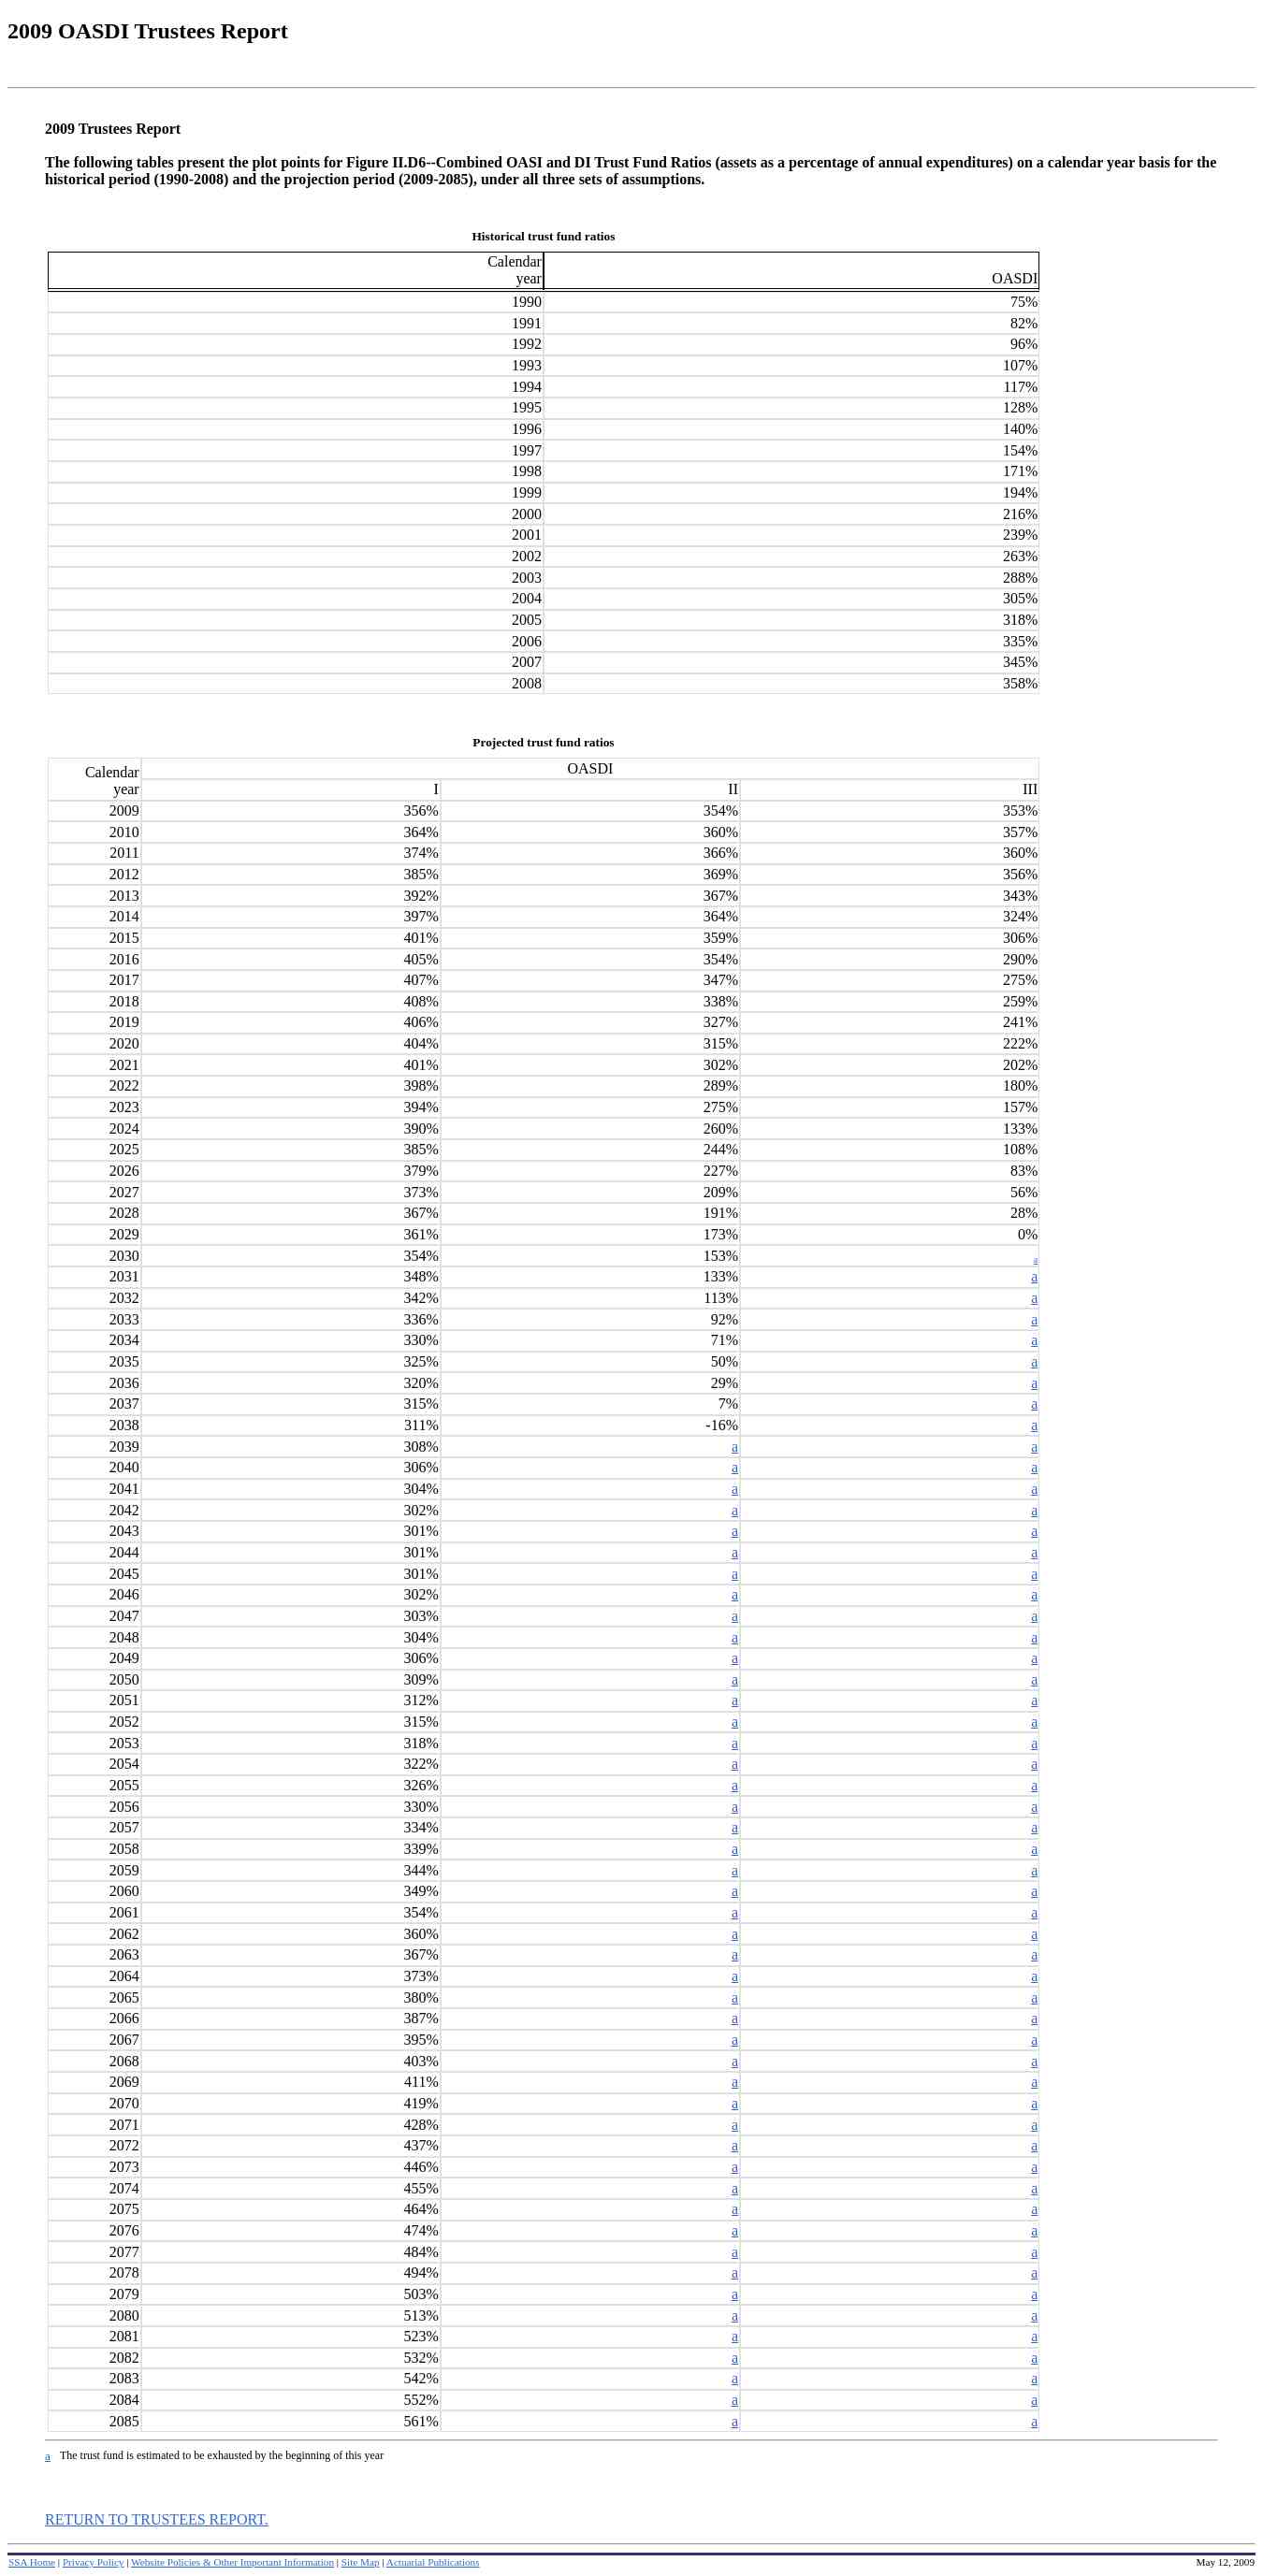 2009 OASDI Trustees Report
2009 Trustees Report
The following tables present the plot points for Figure II.D6--Combined OASI and DI Trust Fund Ratios (assets as a percentage of annual expenditures) on a calendar year basis for the
historical period (1990-2008) and the projection period (2009-2085), under all three sets of assumptions.
Historical trust fund ratios
Calendar
year OASDI
1990 75%
1991 82%
1992 96%
1993 107%
1994 117%
1995 128%
1996 140%
1997 154%
1998 171%
1999 194%
2000 216%
2001 239%
2002 263%
2003 288%
2004 305%
2005 318%
2006 335%
2007 345%
2008 358%
Projected trust fund ratios
Calendar OASDI
year I II III
2009 356% 354% 353%
2010 364% 360% 357%
2011 374% 366% 360%
2012 385% 369% 356%
2013 392% 367% 343%
2014 397% 364% 324%
2015 401% 359% 306%
2016 405% 354% 290%
2017 407% 347% 275%
2018 408% 338% 259%
2019 406% 327% 241%
2020 404% 315% 222%
2021 401% 302% 202%
2022 398% 289% 180%
2023 394% 275% 157%
2024 390% 260% 133%
2025 385% 244% 108%
2026 379% 227% 83%
2027 373% 209% 56%
2028 367% 191% 28%
2029 361% 173% 0%
2030 354% 153% a
2031 348% 133% a
2032 342% 113% a
2033 336% 92% a
2034 330% 71% a
2035 325% 50% a
2036 320% 29% a
2037 315% 7% a
2038 311% -16% a
2039 308% a a
2040 306% a a
2041 304% a a
2042 302% a a
2043 301% a a
2044 301% a a
2045 301% a a
2046 302% a a
2047 303% a a
2048 304% a a
2049 306% a a
2050 309% a a
2051 312% a a
2052 315% a a
2053 318% a a
2054 322% a a
2055 326% a a
2056 330% a a
2057 334% a a
2058 339% a a
2059 344% a a
2060 349% a a
2061 354% a a
2062 360% a a
2063 367% a a
2064 373% a a
2065 380% a a
2066 387% a a
2067 395% a a
2068 403% a a
2069 411% a a
2070 419% a a
2071 428% a a
2072 437% a a
2073 446% a a
2074 455% a a
2075 464% a a
2076 474% a a
2077 484% a a
2078 494% a a
2079 503% a a
2080 513% a a
2081 523% a a
2082 532% a a
2083 542% a a
2084 552% a a
2085 561% a a
a The trust fund is estimated to be exhausted by the beginning of this year
RETURN TO TRUSTEES REPORT.
SSA Home | Privacy Policy | Website Policies & Other Important Information | Site Map | Actuarial Publications May 12, 2009